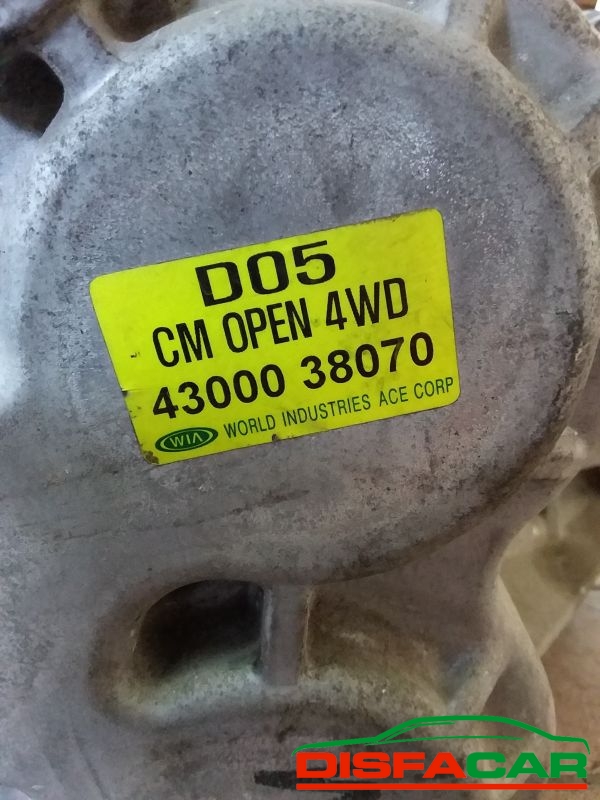 D05
CM OPEN 4WD
43000 38070
WIA WORLD INDUSTRIES ACE CORP
DISFACAR